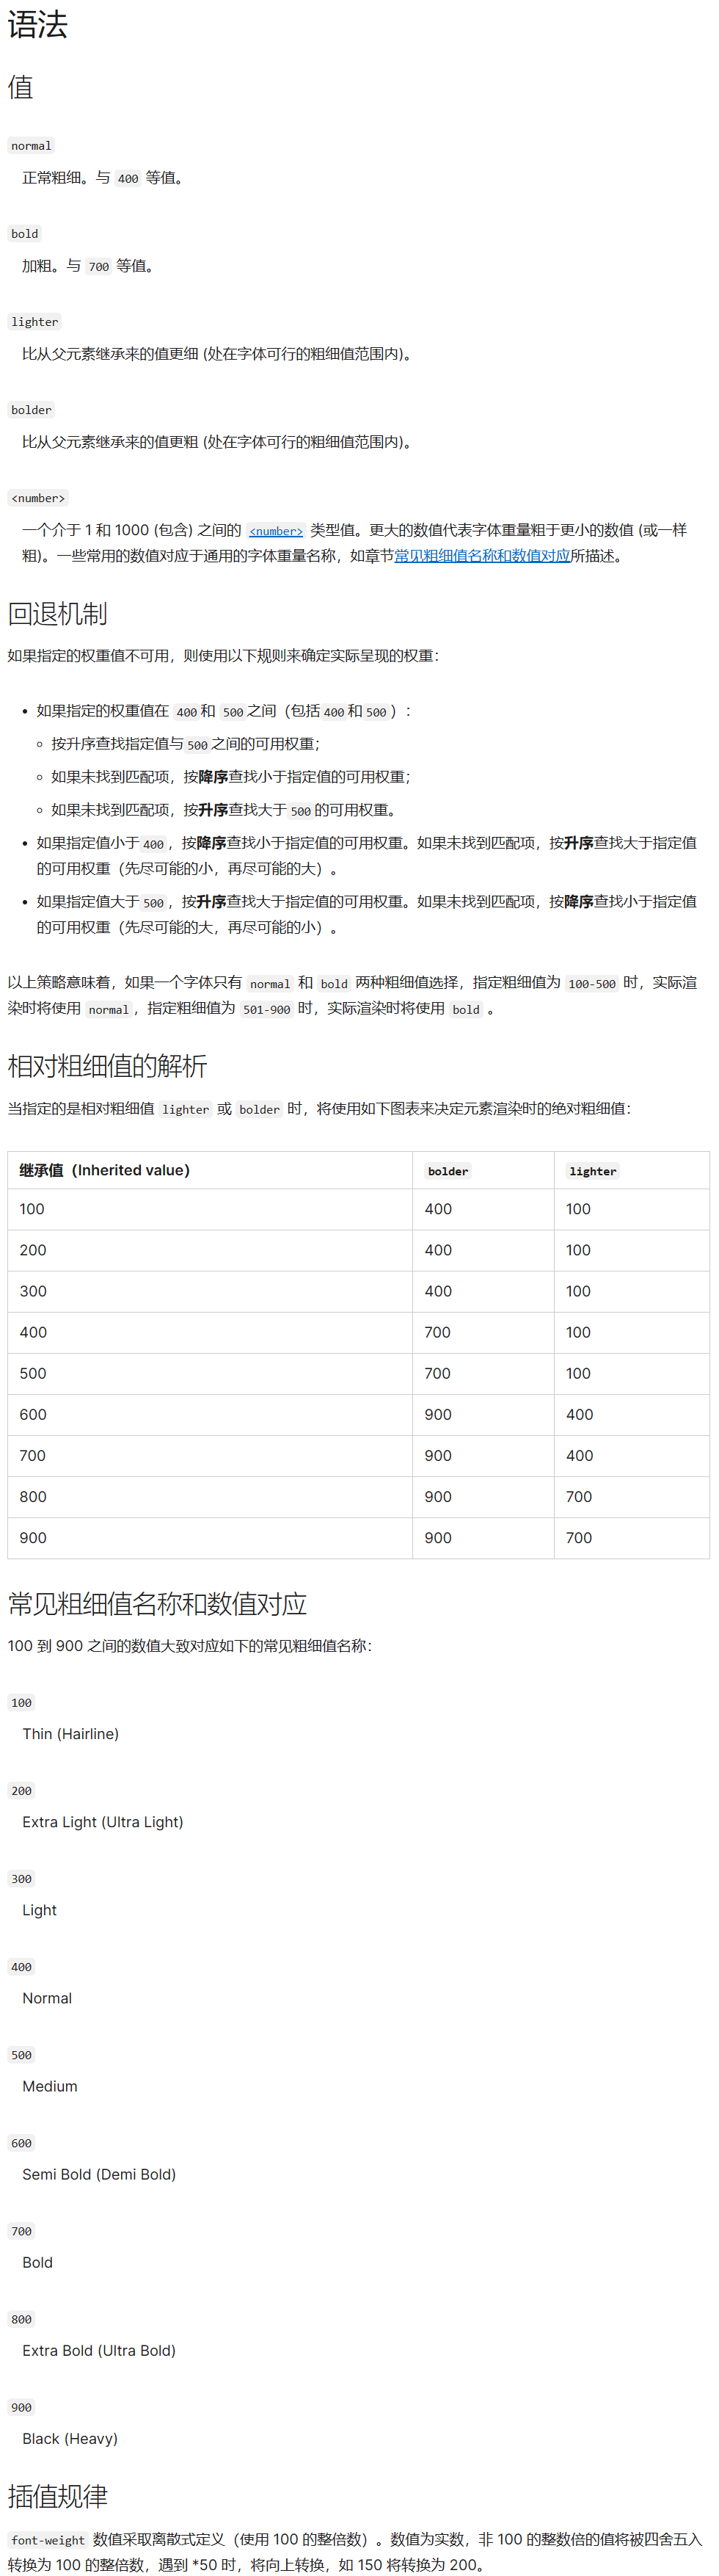 语法
值
normal
正常粗细。与 400 等值。
bold
加粗。与 700 等值。
lighter
比从父元素继承来的值更细 (处在字体可行的粗细值范围内)。
bolder
比从父元素继承来的值更粗 (处在字体可行的粗细值范围内)。
<number>
一个介于 1 和 1000 (包含) 之间的 <number> 类型值。更大的数值代表字体重量粗于更小的数值 (或一样
粗)。一些常用的数值对应于通用的字体重量名称，如章节常见粗细值名称和数值对应所描述。
回退机制
如果指定的权重值不可用，则使用以下规则来确定实际呈现的权重：
• 如果指定的权重值在 400和 500之间（包括400和500）：
◦ 按升序查找指定值与500之间的可用权重；
◦ 如果未找到匹配项，按降序查找小于指定值的可用权重；
◦ 如果未找到匹配项，按升序查找大于500的可用权重。
• 如果指定值小于400，按降序查找小于指定值的可用权重。如果未找到匹配项，按升序查找大于指定值
的可用权重（先尽可能的小，再尽可能的大）。
• 如果指定值大于500，按升序查找大于指定值的可用权重。如果未找到匹配项，按降序查找小于指定值
的可用权重（先尽可能的大，再尽可能的小）。
以上策略意味着，如果一个字体只有 normal 和 bold 两种粗细值选择，指定粗细值为 100-500 时，实际渲
染时将使用 normal，指定粗细值为 501-900 时，实际渲染时将使用 bold 。
相对粗细值的解析
当指定的是相对粗细值 lighter 或 bolder 时，将使用如下图表来决定元素渲染时的绝对粗细值：
继承值（Inherited value） bolder lighter
100 400 100
200 400 100
300 400 100
400 700 100
500 700 100
600 900 400
700 900 400
800 900 700
900 900 700
常见粗细值名称和数值对应
100 到 900 之间的数值大致对应如下的常见粗细值名称：
100
Thin (Hairline)
200
Extra Light (Ultra Light)
300
Light
400
Normal
500
Medium
600
Semi Bold (Demi Bold)
700
Bold
800
Extra Bold (Ultra Bold)
900
Black (Heavy)
插值规律
font-weight 数值采取离散式定义（使用 100 的整倍数）。数值为实数，非 100 的整数倍的值将被四舍五入
转换为 100 的整倍数，遇到 *50 时，将向上转换，如 150 将转换为 200。